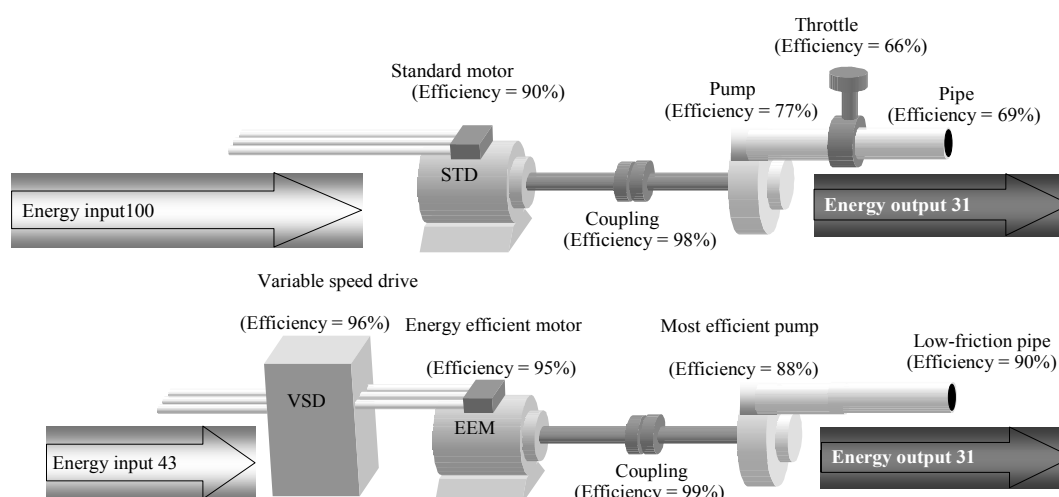 Throttle
(Efficiency = 66%)
Standard motor
(Efficiency = 90%)
Pump
(Efficiency = 77%)
Pipe
(Efficiency = 69%)
STD
Energy input100
Coupling
(Efficiency = 98%)
Energy output 31
Variable speed drive
(Efficiency = 96%)
Energy efficient motor
(Efficiency = 95%)
Most efficient pump
(Efficiency = 88%)
Low-friction pipe
(Efficiency = 90%)
VSD
EEM
Energy input 43
Coupling
(Efficiency = 99%)
Energy output 31